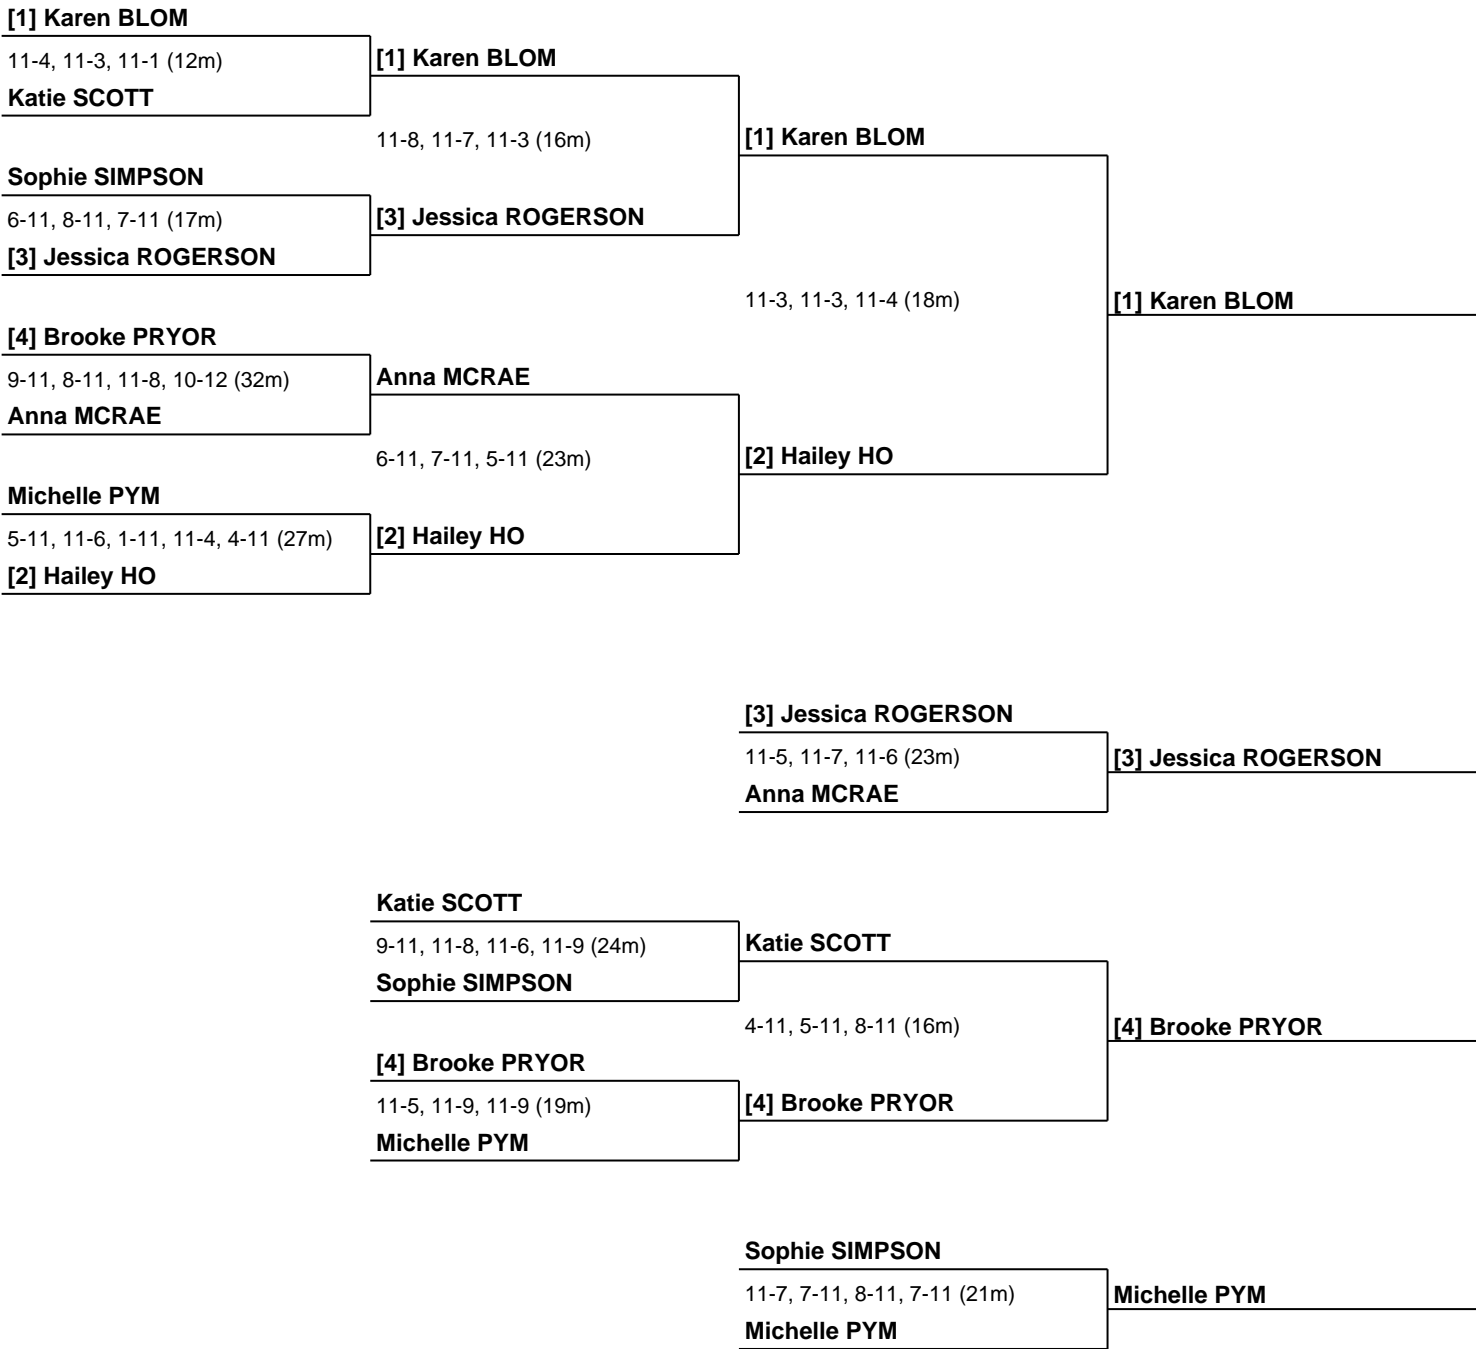 [1] Karen BLOM
11-4, 11-3, 11-1 (12m)
[1] Karen BLOM
Katie SCOTT
11-8, 11-7, 11-3 (16m)
[1] Karen BLOM
Sophie SIMPSON
6-11, 8-11, 7-11 (17m)
[3] Jessica ROGERSON
[3] Jessica ROGERSON
11-3, 11-3, 11-4 (18m)
[1] Karen BLOM
[4] Brooke PRYOR
9-11, 8-11, 11-8, 10-12 (32m)
Anna MCRAE
Anna MCRAE
6-11, 7-11, 5-11 (23m)
[2] Hailey HO
Michelle PYM
5-11, 11-6, 1-11, 11-4, 4-11 (27m)
[2] Hailey HO
[2] Hailey HO
[3] Jessica ROGERSON
11-5, 11-7, 11-6 (23m)
[3] Jessica ROGERSON
Anna MCRAE
Katie SCOTT
9-11, 11-8, 11-6, 11-9 (24m)
Katie SCOTT
Sophie SIMPSON
4-11, 5-11, 8-11 (16m)
[4] Brooke PRYOR
[4] Brooke PRYOR
11-5, 11-9, 11-9 (19m)
[4] Brooke PRYOR
Michelle PYM
Sophie SIMPSON
11-7, 7-11, 8-11, 7-11 (21m)
Michelle PYM
Michelle PYM